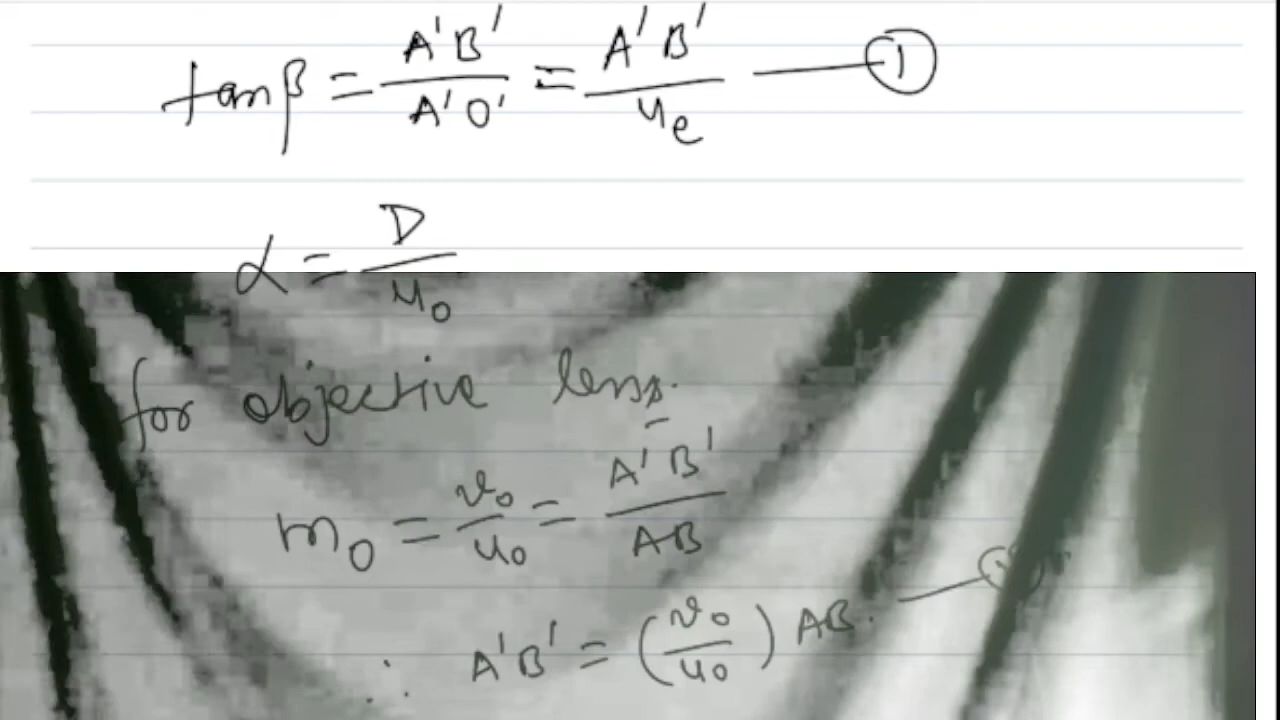 tanβ = A'B' / A'O' = A'B' / u_e — ①
α = D / u_o
for objective lens.
m_o = v_o / u_o = A'B' / AB
∴ A'B' = (v_o / u_o) AB. —